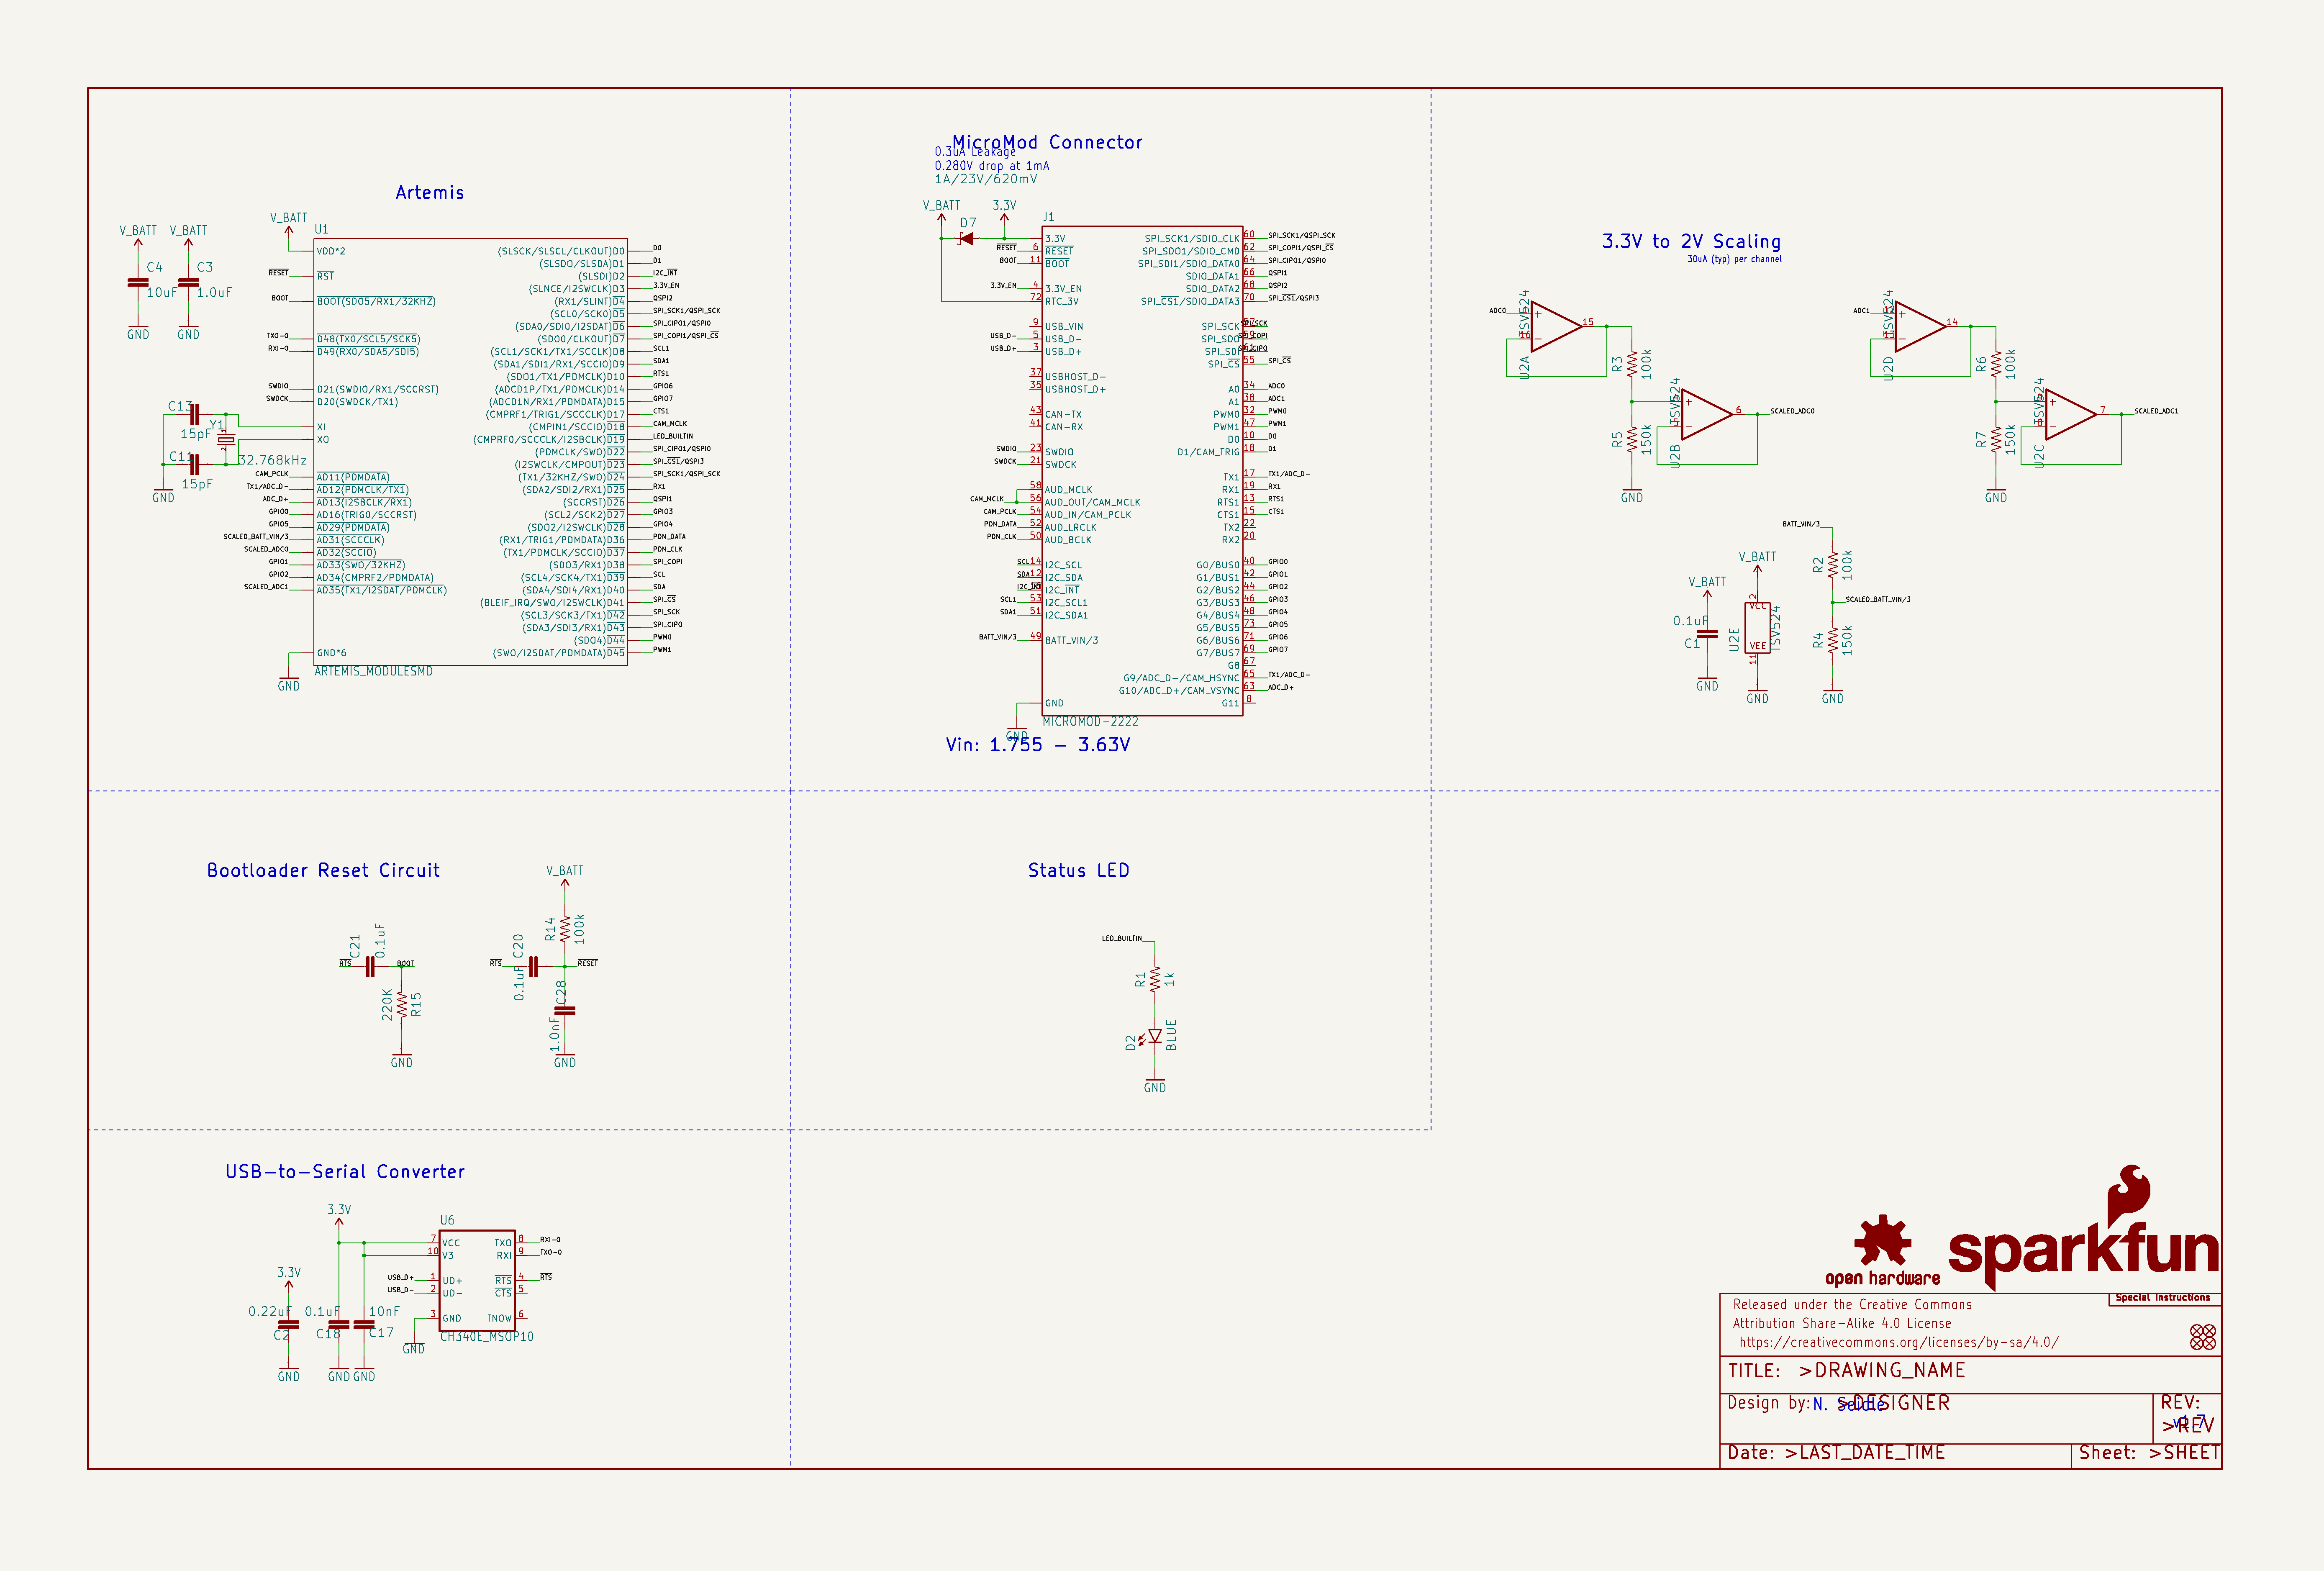 Artemis
V_BATT
V_BATT
V_BATT
C4
10uF
GND
C3
1.0uF
GND
U1
VDD*2
RESET
RST
BOOT
BOOT(SDO5/RX1/32KHZ)
TXO-0
D48(TX0/SCL5/SCK5)
RXI-0
D49(RX0/SDA5/SDI5)
SWDIO
D21(SWDIO/RX1/SCCRST)
SWDCK
D20(SWDCK/TX1)
C13
15pF
Y1
1
2
32.768kHz
C11
15pF
GND
XI
XO
CAM_PCLK
AD11(PDMDATA)
TX1/ADC_D-
AD12(PDMCLK/TX1)
ADC_D+
AD13(I2SBCLK/RX1)
GPIO0
AD16(TRIG0/SCCRST)
GPIO5
AD29(PDMDATA)
SCALED_BATT_VIN/3
AD31(SCCCLK)
SCALED_ADC0
AD32(SCCIO)
GPIO1
AD33(SWO/32KHZ)
GPIO2
AD34(CMPRF2/PDMDATA)
SCALED_ADC1
AD35(TX1/I2SDAT/PDMCLK)
GND*6
GND
ARTEMIS_MODULESMD
(SLSCK/SLSCL/CLKOUT)D0 D0
(SLSDO/SLSDA)D1 D1
(SLSDI)D2 I2C_INT
(SLNCE/I2SWCLK)D3 3.3V_EN
(RX1/SLINT)D4 QSPI2
(SCL0/SCK0)D5 SPI_SCK1/QSPI_SCK
(SDA0/SDI0/I2SDAT)D6 SPI_CIPO1/QSPI0
(SDO0/CLKOUT)D7 SPI_COPI1/QSPI_CS
(SCL1/SCK1/TX1/SCCLK)D8 SCL1
(SDA1/SDI1/RX1/SCCIO)D9 SDA1
(SDO1/TX1/PDMCLK)D10 RTS1
(ADCD1P/TX1/PDMCLK)D14 GPIO6
(ADCD1N/RX1/PDMDATA)D15 GPIO7
(CMPRF1/TRIG1/SCCCLK)D17 CTS1
(CMPIN1/SCCIO)D18 CAM_MCLK
(CMPRF0/SCCCLK/I2SBCLK)D19 LED_BUILTIN
(PDMCLK/SWO)D22 SPI_CIPO1/QSPI0
(I2SWCLK/CMPOUT)D23 SPI_CS1/QSPI3
(TX1/32KHZ/SWO)D24 SPI_SCK1/QSPI_SCK
(SDA2/SDI2/RX1)D25 RX1
(SCCRST)D26 QSPI1
(SCL2/SCK2)D27 GPIO3
(SDO2/I2SWCLK)D28 GPIO4
(RX1/TRIG1/PDMCLK)D36 PDM_DATA
(TX1/PDMCLK/SCCIO)D37 PDM_CLK
(SDO3/RX1)D38 SPI_COPI
(SCL4/SCK4/TX1)D39 SCL
(SDA4/SDI4/RX1)D40 SDA
(BLEIF_IRQ/SWO/I2SWCLK)D41 SPI_CS
(SCL3/SCK3/TX1)D42 SPI_SCK
(SDA3/SDI3/RX1)D43 SPI_CIPO
(SDO4)D44 PWM0
(SWO/I2SDAT/PDMDATA)D45 PWM1
MicroMod Connector
0.3uA Leakage
0.280V drop at 1mA
1A/23V/620mV
V_BATT
D7
3.3V
J1
3.3V
RESET 6 RESET
BOOT 11 BOOT
3.3V_EN 4 3.3V_EN
72 RTC_3V
9 USB_VIN
USB_D- 5 USB_D-
USB_D+ 3 USB_D+
37 USBHOST_D-
35 USBHOST_D+
43 CAN-TX
41 CAN-RX
SWDIO 23 SWDIO
SWDCK 21 SWDCK
58 AUD_MCLK
CAM_MCLK 56 AUD_OUT/CAM_MCLK
CAM_PCLK 54 AUD_IN/CAM_PCLK
PDM_DATA 52 AUD_LRCLK
PDM_CLK 50 AUD_BCLK
SCL 14 I2C_SCL
SDA 12 I2C_SDA
I2C_INT I2C_INT
SCL1 53 I2C_SCL1
SDA1 51 I2C_SDA1
BATT_VIN/3 49 BATT_VIN/3
GND
GND
MICROMOD-2222
Vin: 1.755 - 3.63V
SPI_SCK1/SDIO_CLK 60 SPI_SCK1/QSPI_SCK
SPI_SDO1/SDIO_CMD 62 SPI_COPI1/QSPI_CS
SPI_SDI1/SDIO_DATA0 64 SPI_CIPO1/QSPI0
SDIO_DATA1 66 QSPI1
SDIO_DATA2 68 QSPI2
SPI_CS1/SDIO_DATA3 70 SPI_CS1/QSPI3
SPI_SCK 57 SPI_SCK
SPI_SDO 59 SPI_COPI
SPI_SDI 61 SPI_CIPO
SPI_CS 55 SPI_CS
A0 34 ADC0
A1 38 ADC1
PWM0 32 PWM0
PWM1 47 PWM1
D0 10 D0
D1/CAM_TRIG 18 D1
TX1 17 TX1/ADC_D-
RX1 19 RX1
RTS1 13 RTS1
CTS1 15 CTS1
TX2 22
RX2 20
G0/BUS0 40 GPIO0
G1/BUS1 42 GPIO1
G2/BUS2 44 GPIO2
G3/BUS3 46 GPIO3
G4/BUS4 48 GPIO4
G5/BUS5 73 GPIO5
G6/BUS6 71 GPIO6
G7/BUS7 69 GPIO7
G8 67
G9/ADC_D-/CAM_HSYNC 65 TX1/ADC_D-
G10/ADC_D+/CAM_VSYNC 63 ADC_D+
G11 8
3.3V to 2V Scaling
30uA (typ) per channel
ADC0
TSV524
16
15
U2A
R3
100k
R5
150k
GND
TSV524
5
6
U2B
SCALED_ADC0
ADC1
TSV524
12
13
14
U2D
R6
100k
R7
150k
GND
TSV524
8
7
U2C
SCALED_ADC1
BATT_VIN/3
R2
100k
SCALED_BATT_VIN/3
R4
150k
GND
V_BATT
0.1uF
C1
GND
V_BATT
2
VCC
U2E
TSV524
VEE
11
GND
Bootloader Reset Circuit
RTS
C21
0.1uF
BOOT
220K
R15
GND
V_BATT
R14
100k
RTS
C20
0.1uF
RESET
C28
1.0nF
GND
Status LED
LED_BUILTIN
R1
1k
D2
BLUE
GND
USB-to-Serial Converter
3.3V
0.22uF
C2
GND
3.3V
0.1uF
C18
GND
10nF
C17
GND
U6
7 VCC
10 V3
USB_D+ 1 UD+
USB_D- 2 UD-
3 GND
GND
TXO 8 RXI-0
RXI 9 TXO-0
RTS 4 RTS
CTS 5
TNOW 6
CH340E_MSOP10
open hardware
sparkfun
Special Instructions
Released under the Creative Commons
Attribution Share-Alike 4.0 License
https://creativecommons.org/licenses/by-sa/4.0/
TITLE: >DRAWING_NAME
Design by: N. Seidle >DESIGNER
REV:
>REV
Date: >LAST_DATE_TIME
Sheet: >SHEET